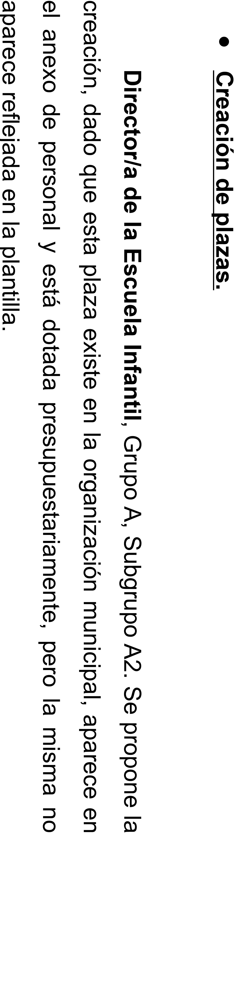 ● Creación de plazas.
Director/a de la Escuela Infantil, Grupo A, Subgrupo A2. Se propone la
creación, dado que esta plaza existe en la organización municipal, aparece en
el anexo de personal y está dotada presupuestariamente, pero la misma no
aparece reflejada en la plantilla.